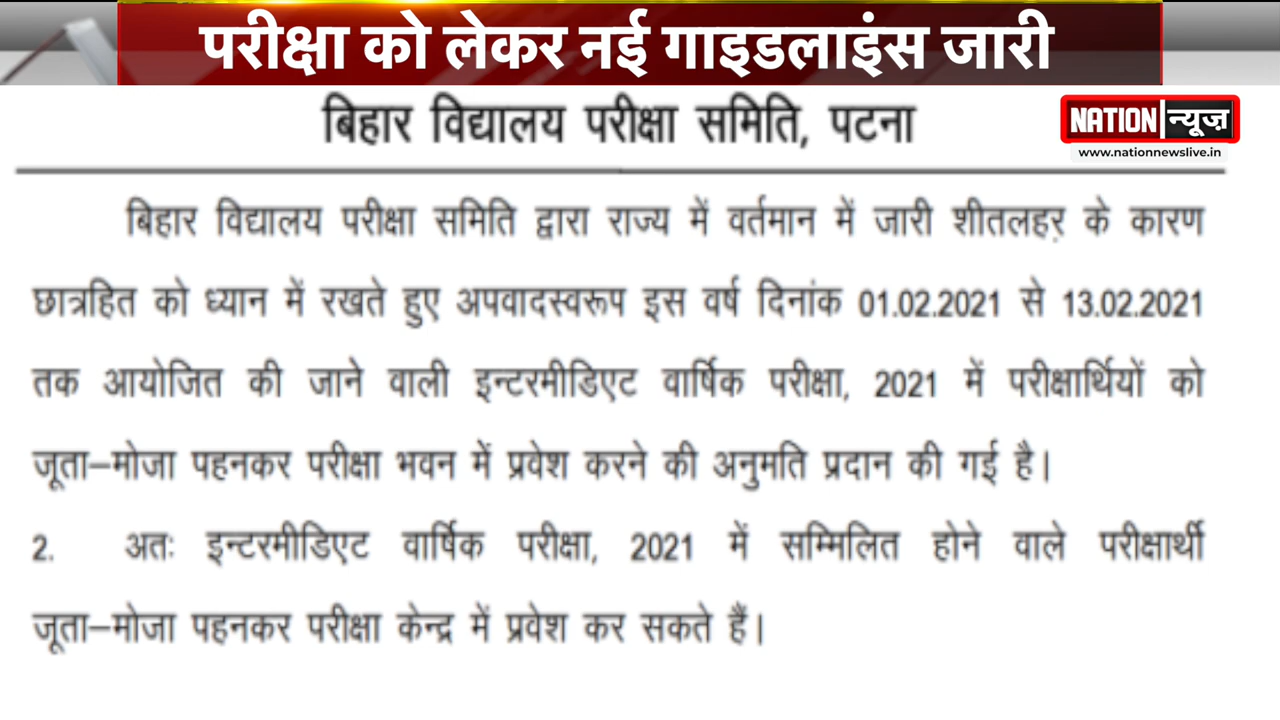 परीक्षा को लेकर नई गाइडलाइंस जारी
बिहार विद्यालय परीक्षा समिति, पटना
NATION न्यूज़
www.nationnewslive.in
बिहार विद्यालय परीक्षा समिति द्वारा राज्य में वर्तमान में जारी शीतलहर के कारण
छात्रहित को ध्यान में रखते हुए अपवादस्वरूप इस वर्ष दिनांक 01.02.2021 से 13.02.2021
तक आयोजित की जाने वाली इन्टरमीडिएट वार्षिक परीक्षा, 2021 में परीक्षार्थियों को
जूता–मोजा पहनकर परीक्षा भवन में प्रवेश करने की अनुमति प्रदान की गई है।
2. अतः इन्टरमीडिएट वार्षिक परीक्षा, 2021 में सम्मिलित होने वाले परीक्षार्थी
जूता–मोजा पहनकर परीक्षा केन्द्र में प्रवेश कर सकते हैं।